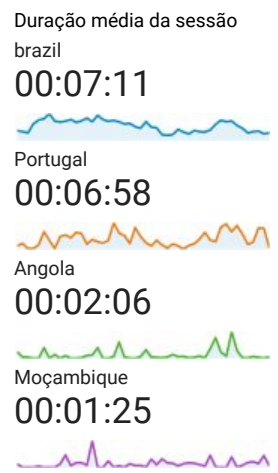 Duração média da sessão
brazil
00:07:11
Portugal
00:06:58
Angola
00:02:06
Moçambique
00:01:25